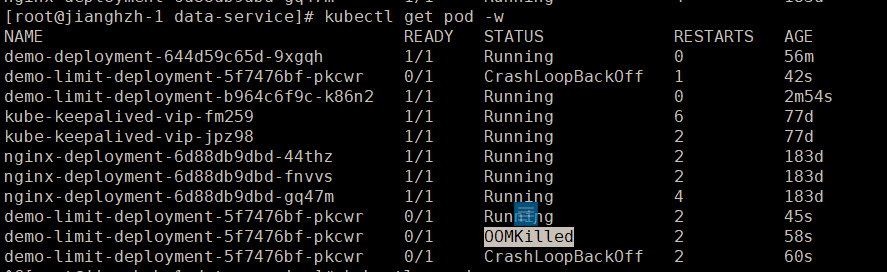 [root@jianghzh-1 data-service]# kubectl get pod -w
NAME READY STATUS RESTARTS AGE
demo-deployment-644d59c65d-9xgqh 1/1 Running 0 56m
demo-limit-deployment-5f7476bf-pkcwr 0/1 CrashLoopBackOff 1 42s
demo-limit-deployment-b964c6f9c-k86n2 1/1 Running 0 2m54s
kube-keepalived-vip-fm259 1/1 Running 6 77d
kube-keepalived-vip-jpz98 1/1 Running 2 77d
nginx-deployment-6d88db9dbd-44thz 1/1 Running 2 183d
nginx-deployment-6d88db9dbd-fnvvs 1/1 Running 2 183d
nginx-deployment-6d88db9dbd-gq47m 1/1 Running 4 183d
demo-limit-deployment-5f7476bf-pkcwr 0/1 Running 2 45s
demo-limit-deployment-5f7476bf-pkcwr 0/1 OOMKilled 2 58s
demo-limit-deployment-5f7476bf-pkcwr 0/1 CrashLoopBackOff 2 60s